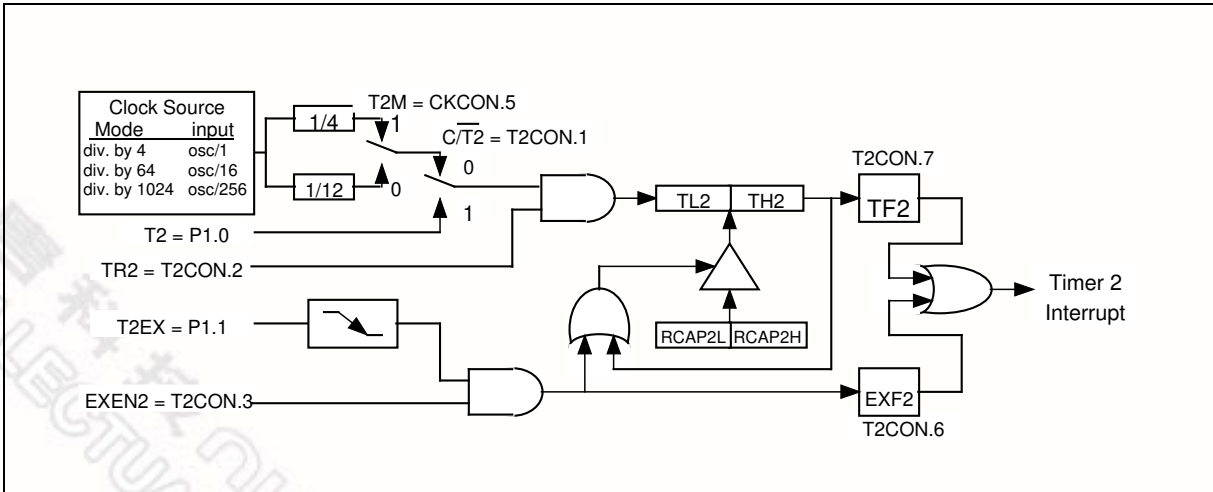 Clock Source
Mode input
div. by 4 osc/1
div. by 64 osc/16
div. by 1024 osc/256
1/4
1/12
T2M = CKCON.5
1
0
C/T2 = T2CON.1
0
1
T2 = P1.0
TR2 = T2CON.2
T2EX = P1.1
EXEN2 = T2CON.3
TL2 TH2
RCAP2L RCAP2H
T2CON.7
TF2
EXF2
T2CON.6
Timer 2
Interrupt